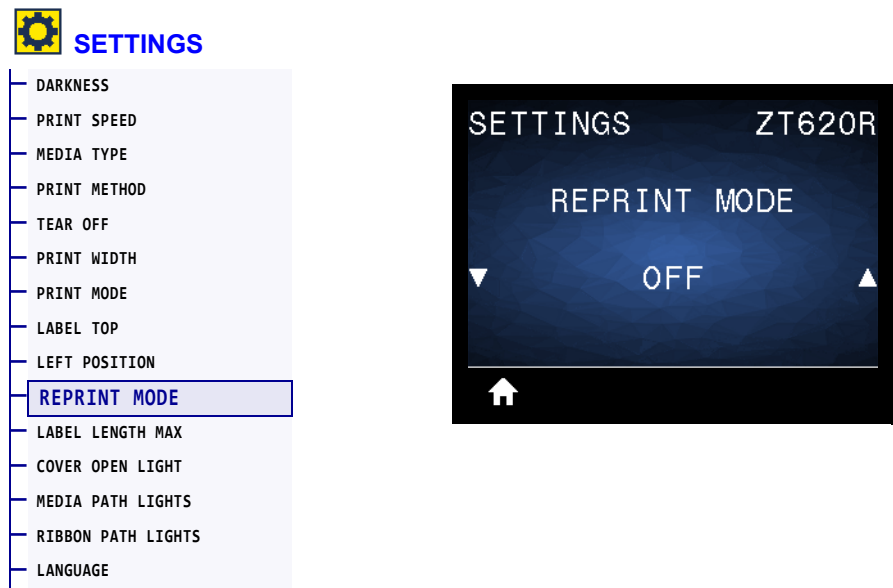 SETTINGS
DARKNESS
PRINT SPEED
MEDIA TYPE
PRINT METHOD
TEAR OFF
PRINT WIDTH
PRINT MODE
LABEL TOP
LEFT POSITION
REPRINT MODE
LABEL LENGTH MAX
COVER OPEN LIGHT
MEDIA PATH LIGHTS
RIBBON PATH LIGHTS
LANGUAGE
SETTINGS ZT620R
REPRINT MODE
OFF